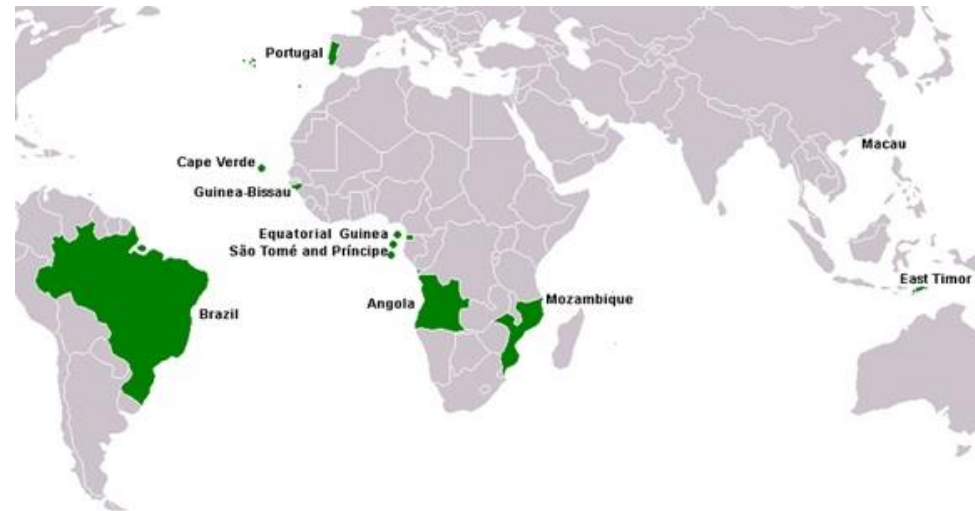 Portugal
Macau
Cape Verde
Guinea-Bissau
Equatorial Guinea
São Tomé and Príncipe
East Timor
Angola
Mozambique
Brazil